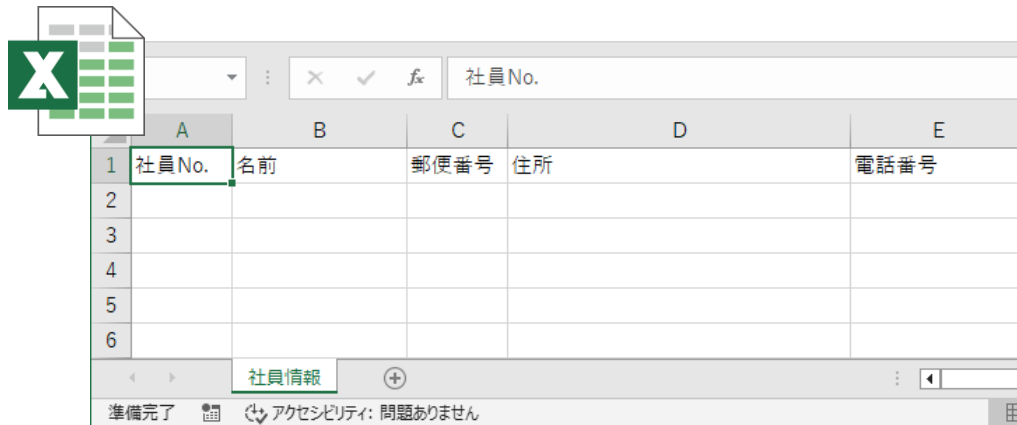 X
fx 社員No.
A B C D E
1 社員No. 名前 郵便番号 住所 電話番号
2
3
4
5
6
社員情報
準備完了 アクセシビリティ: 問題ありません